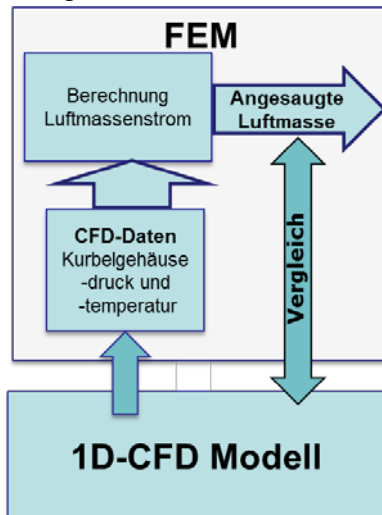 FEM
Berechnung
Luftmassenstrom
Angesaugte
Luftmasse
CFD-Daten
Kurbelgehäuse
-druck und
-temperatur
Vergleich
1D-CFD Modell